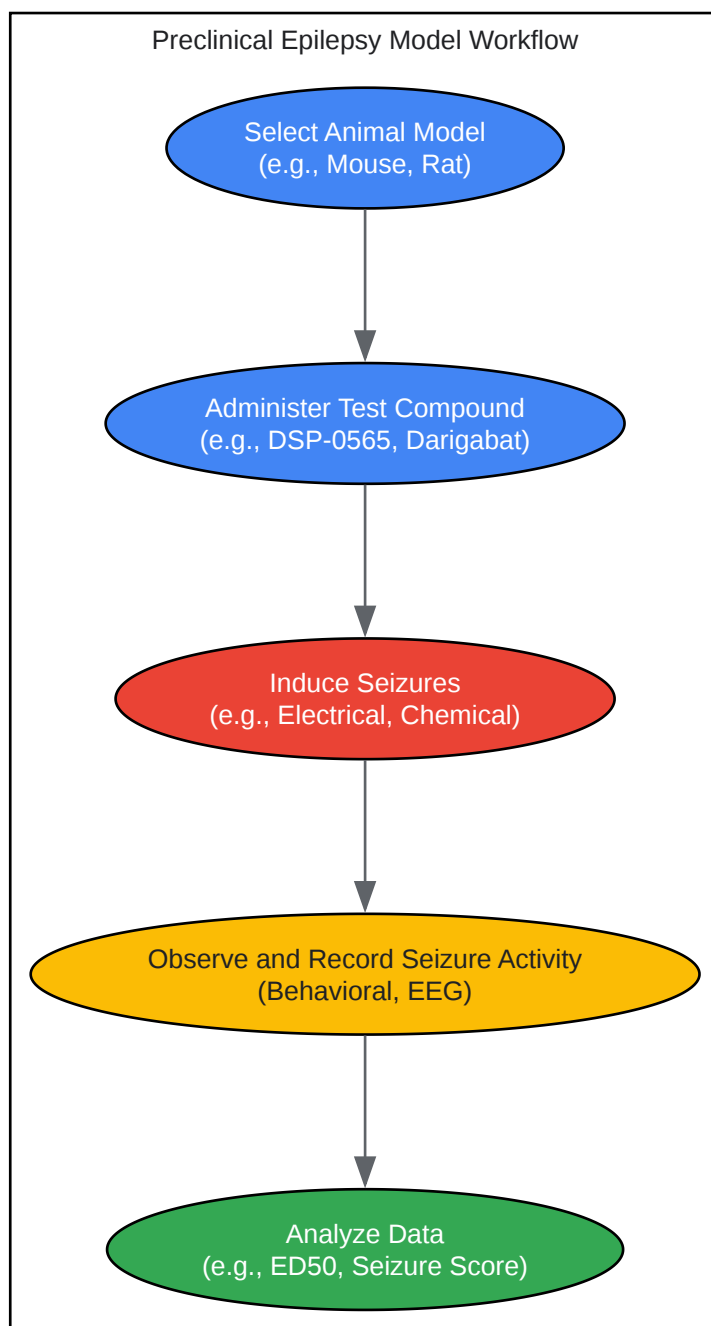 Preclinical Epilepsy Model Workflow
Select Animal Model
(e.g., Mouse, Rat)
Administer Test Compound
(e.g., DSP-0565, Darigabat)
Induce Seizures
(e.g., Electrical, Chemical)
Observe and Record Seizure Activity
(Behavioral, EEG)
Analyze Data
(e.g., ED50, Seizure Score)